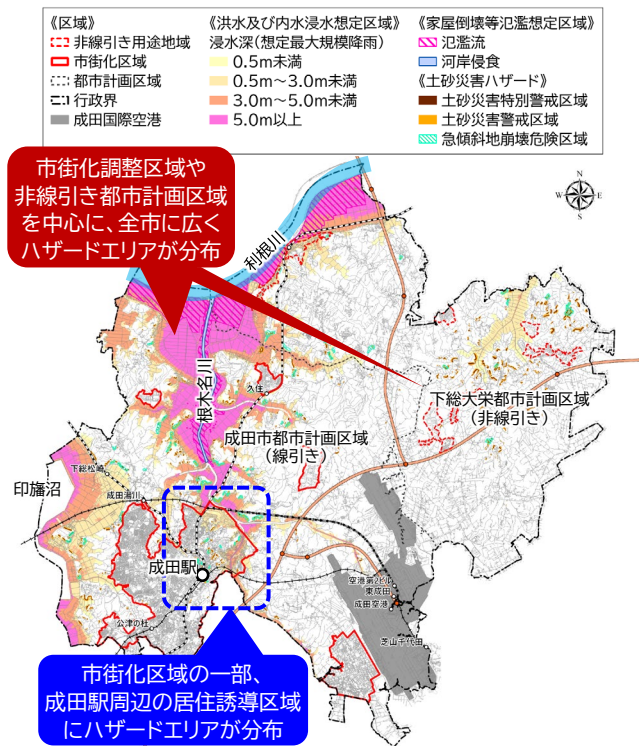 《区域》
非線引き用途地域
市街化区域
都市計画区域
行政界
成田国際空港
《洪水及び内水浸水想定区域》
浸水深(想定最大規模降雨)
0.5m未満
0.5m～3.0m未満
3.0m～5.0m未満
5.0m以上
《家屋倒壊等氾濫想定区域》
氾濫流
河岸侵食
《土砂災害ハザード》
土砂災害特別警戒区域
土砂災害警戒区域
急傾斜地崩壊危険区域
市街化調整区域や
非線引き都市計画区域
を中心に、全市に広く
ハザードエリアが分布
N
W
E
S
利根川
根木名川
久住
下総大栄都市計画区域
(非線引き)
成田市都市計画区域
(線引き)
下総松崎
印旛沼
成田湯川
成田駅
空港第2ビル
東成田
成田空港
芝山千代田
公津の杜
市街化区域の一部、
成田駅周辺の居住誘導区域
にハザードエリアが分布